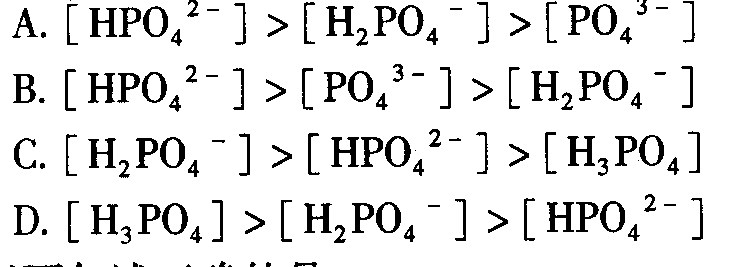 A. [HPO₄²⁻] > [H₂PO₄⁻] > [PO₄³⁻]
B. [HPO₄²⁻] > [PO₄³⁻] > [H₂PO₄⁻]
C. [H₂PO₄⁻] > [HPO₄²⁻] > [H₃PO₄]
D. [H₃PO₄] > [H₂PO₄⁻] > [HPO₄²⁻]